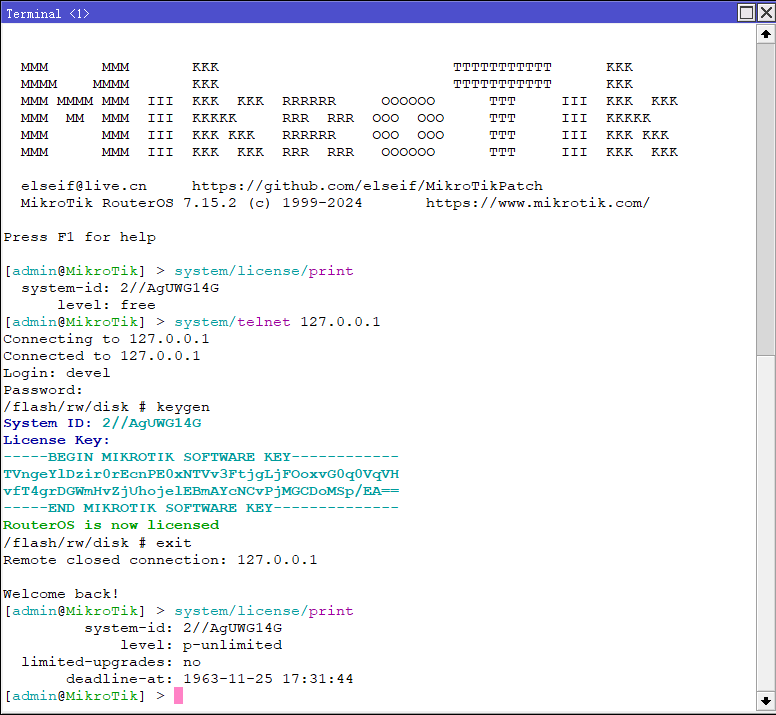 Terminal <1>
MMM      MMM       KKK                          TTTTTTTTTTT      KKK
MMMM    MMMM       KKK                          TTTTTTTTTTT      KKK
MMM MMMM MMM  III  KKK  KKK  RRRRRR     OOOOOO      TTT     III  KKK  KKK
MMM  MM  MMM  III  KKKKK     RRR  RRR  OOO  OOO     TTT     III  KKKKK
MMM      MMM  III  KKK KKK   RRRRRR    OOO  OOO     TTT     III  KKK KKK
MMM      MMM  III  KKK  KKK  RRR  RRR   OOOOOO      TTT     III  KKK  KKK
elseif@live.cn     https://github.com/elseif/MikroTikPatch
MikroTik RouterOS 7.15.2 (c) 1999-2024       https://www.mikrotik.com/
Press F1 for help
[admin@MikroTik] > system/license/print
system-id: 2//AgUWG14G
level: free
[admin@MikroTik] > system/telnet 127.0.0.1
Connecting to 127.0.0.1
Connected to 127.0.0.1
Login: devel
Password:
/flash/rw/disk # keygen
System ID: 2//AgUWG14G
License Key:
-----BEGIN MIKROTIK SOFTWARE KEY------------
TVngeYlDzir0rEcnPE0xNTVv3FtjgLjFOoxvG0q0VqVH
vfT4grDGWmHvZjUhojelEBmAYcNCvPjMGCDoMSp/EA==
-----END MIKROTIK SOFTWARE KEY--------------
RouterOS is now licensed
/flash/rw/disk # exit
Remote closed connection: 127.0.0.1
Welcome back!
[admin@MikroTik] > system/license/print
system-id: 2//AgUWG14G
level: p-unlimited
limited-upgrades: no
deadline-at: 1963-11-25 17:31:44
[admin@MikroTik] >